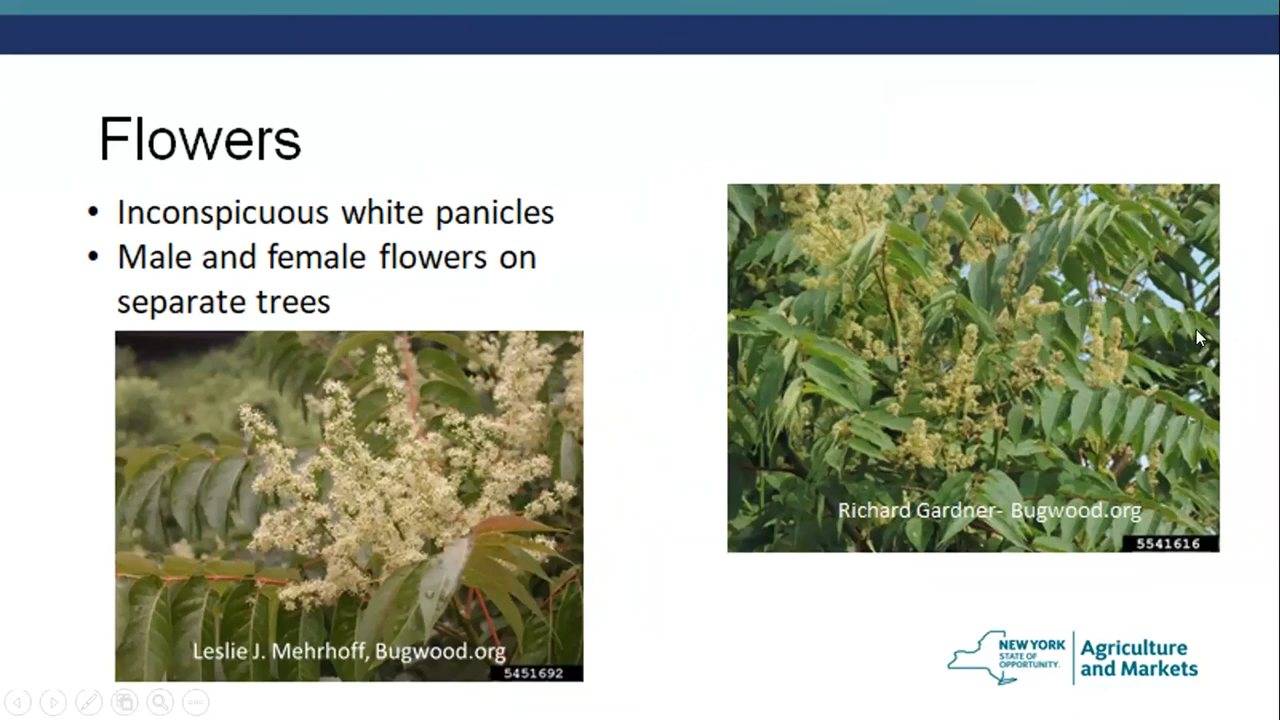 Flowers
• Inconspicuous white panicles
• Male and female flowers on
separate trees
Richard Gardner- Bugwood.org
5541616
Leslie J. Mehrhoff, Bugwood.org
5451692
NEW YORK
STATE OF
OPPORTUNITY.
Agriculture
and Markets